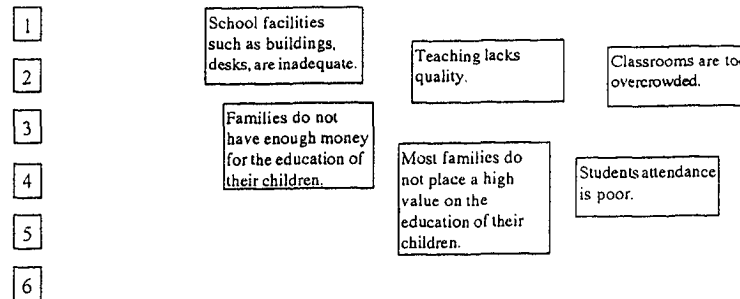 1
2
3
4
5
6
School facilities
such as buildings,
desks, are inadequate.
Teaching lacks
quality.
Classrooms are to
overcrowded.
Families do not
have enough money
for the education of
their children.
Most families do
not place a high
value on the
education of their
children.
Students attendance
is poor.